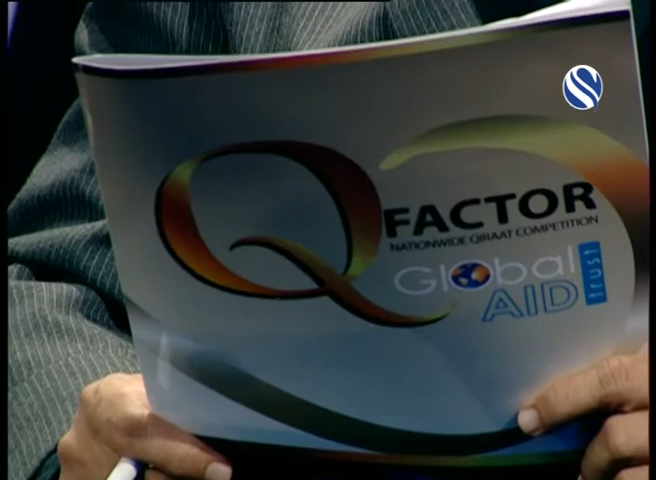 Q FACTOR
NATIONWIDE QIRAAT COMPETITION
Global
AID trust
S